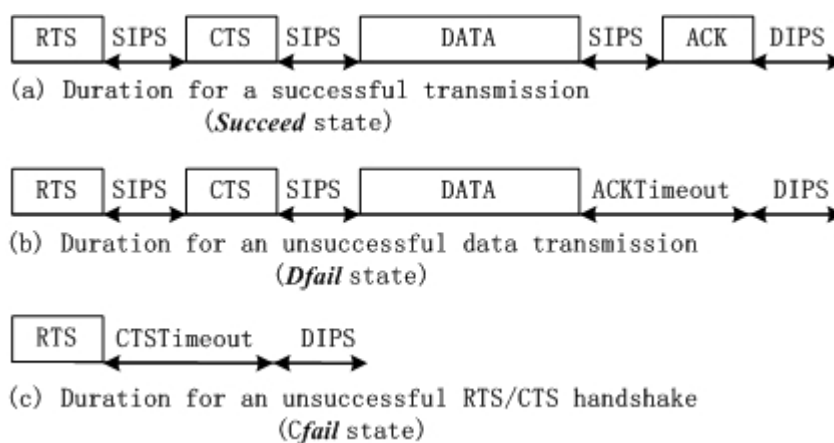 RTS SIPS CTS SIPS DATA SIPS ACK DIPS
(a) Duration for a successful transmission
(Succeed state)
RTS SIPS CTS SIPS DATA ACKTimeout DIPS
(b) Duration for an unsuccessful data transmission
(Dfail state)
RTS CTSTimeout DIPS
(c) Duration for an unsuccessful RTS/CTS handshake
(Cfail state)